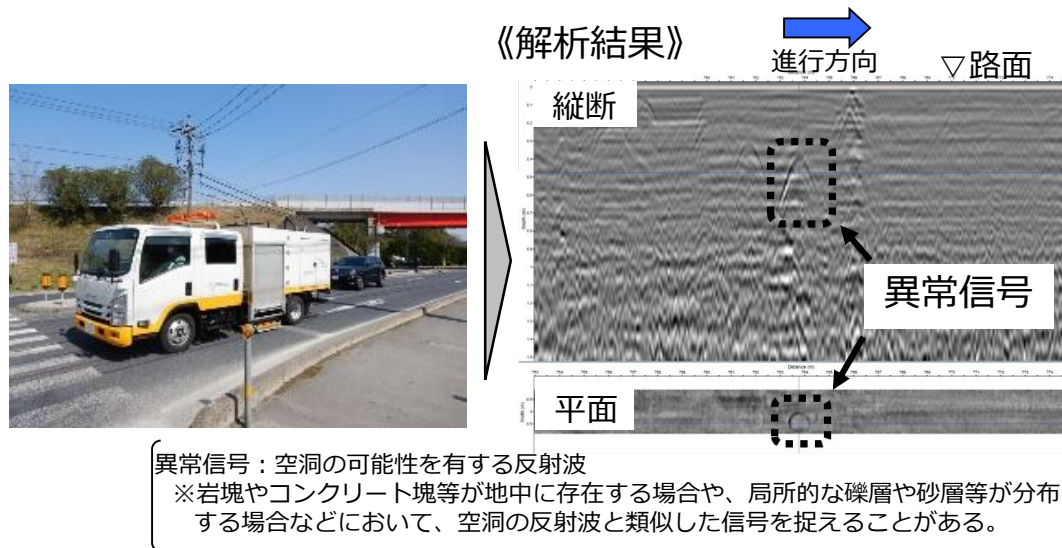 《解析結果》
進行方向
▽路面
縦断
異常信号
平面
異常信号：空洞の可能性を有する反射波
※岩塊やコンクリート塊等が地中に存在する場合や、局所的な礫層や砂層等が分布
する場合などにおいて、空洞の反射波と類似した信号を捉えることがある。